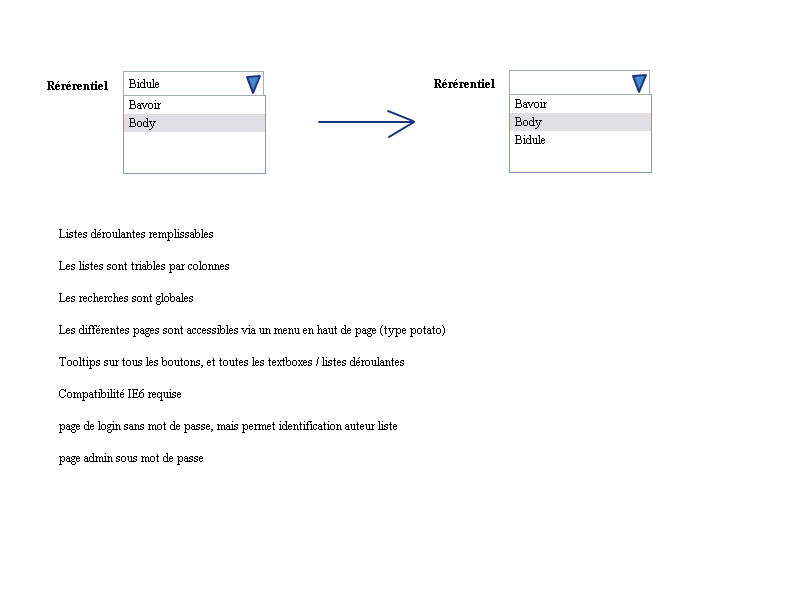 Rérérentiel
Bidule
Bavoir
Body
Rérérentiel
Bavoir
Body
Bidule
Listes déroulantes remplissables
Les listes sont triables par colonnes
Les recherches sont globales
Les différentes pages sont accessibles via un menu en haut de page (type potato)
Tooltips sur tous les boutons, et toutes les textboxes / listes déroulantes
Compatibilité IE6 requise
page de login sans mot de passe, mais permet identification auteur liste
page admin sous mot de passe